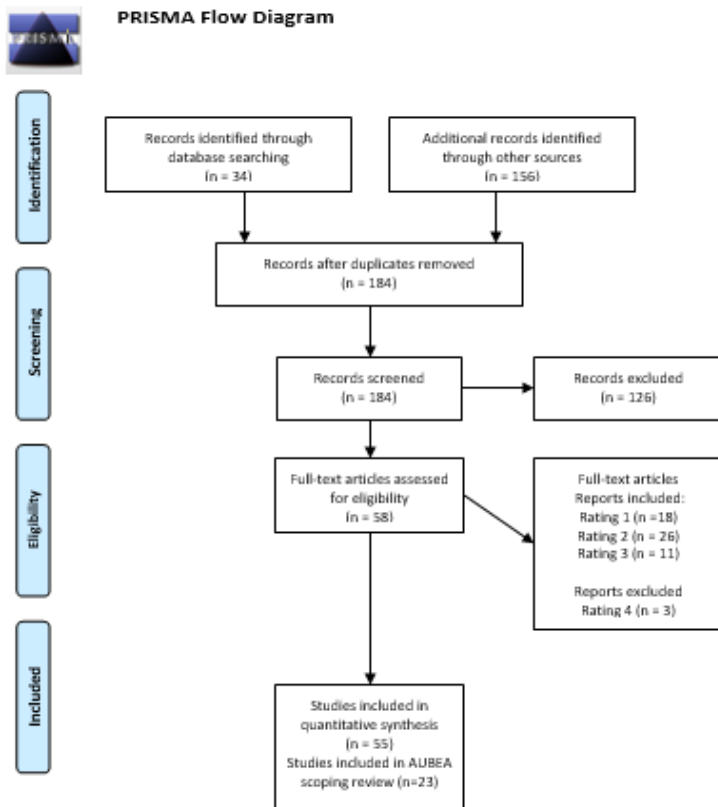 PRISMA Flow Diagram
PRISMA
Identification
Records identified through
database searching
(n = 34)
Additional records identified
through other sources
(n = 156)
Records after duplicates removed
(n = 184)
Screening
Records screened
(n = 184)
Records excluded
(n = 126)
Eligibility
Full-text articles assessed
for eligibility
(n = 58)
Full-text articles
Reports included:
Rating 1 (n =18)
Rating 2 (n = 26)
Rating 3 (n = 11)
Reports excluded
Rating 4 (n = 3)
Included
Studies included in
quantitative synthesis
(n = 55)
Studies included in AUBEA
scoping review (n=23)